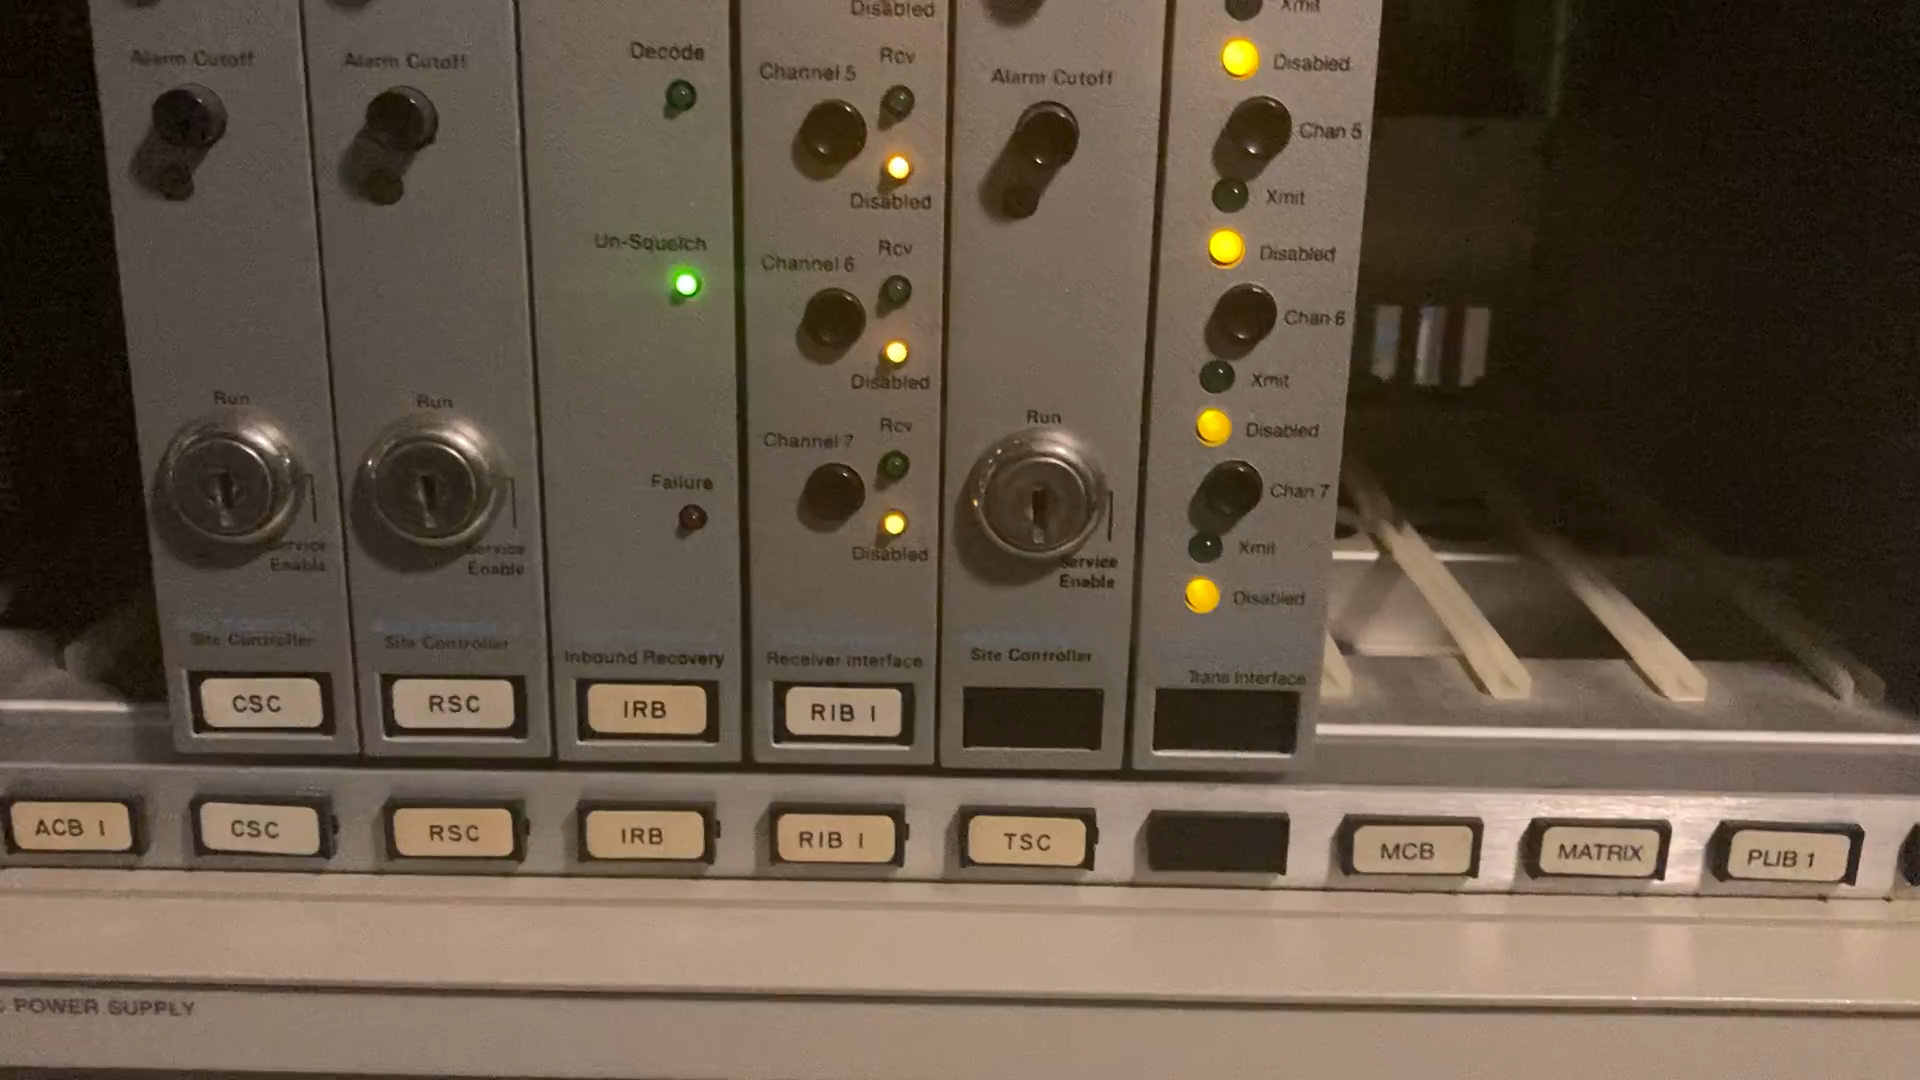 Disabled
Xmit
Alarm Cutoff
Alarm Cutoff
Decode
Channel 5
Rcv
Alarm Cutoff
Disabled
Chan 5
Disabled
Xmit
Un-Squelch
Channel 6
Rcv
Disabled
Chan 6
Disabled
Xmit
Run
Run
Channel 7
Rcv
Run
Disabled
Failure
Chan 7
Service
Enable
Service
Enable
Disabled
Service
Enable
Xmit
Disabled
Site Controller
Site Controller
Inbound Recovery
Receiver Interface
Site Controller
Trans Interface
CSC
RSC
IRB
RIB 1
ACB 1
CSC
RSC
IRB
RIB 1
TSC
MCB
MATRIX
PLIB 1
POWER SUPPLY